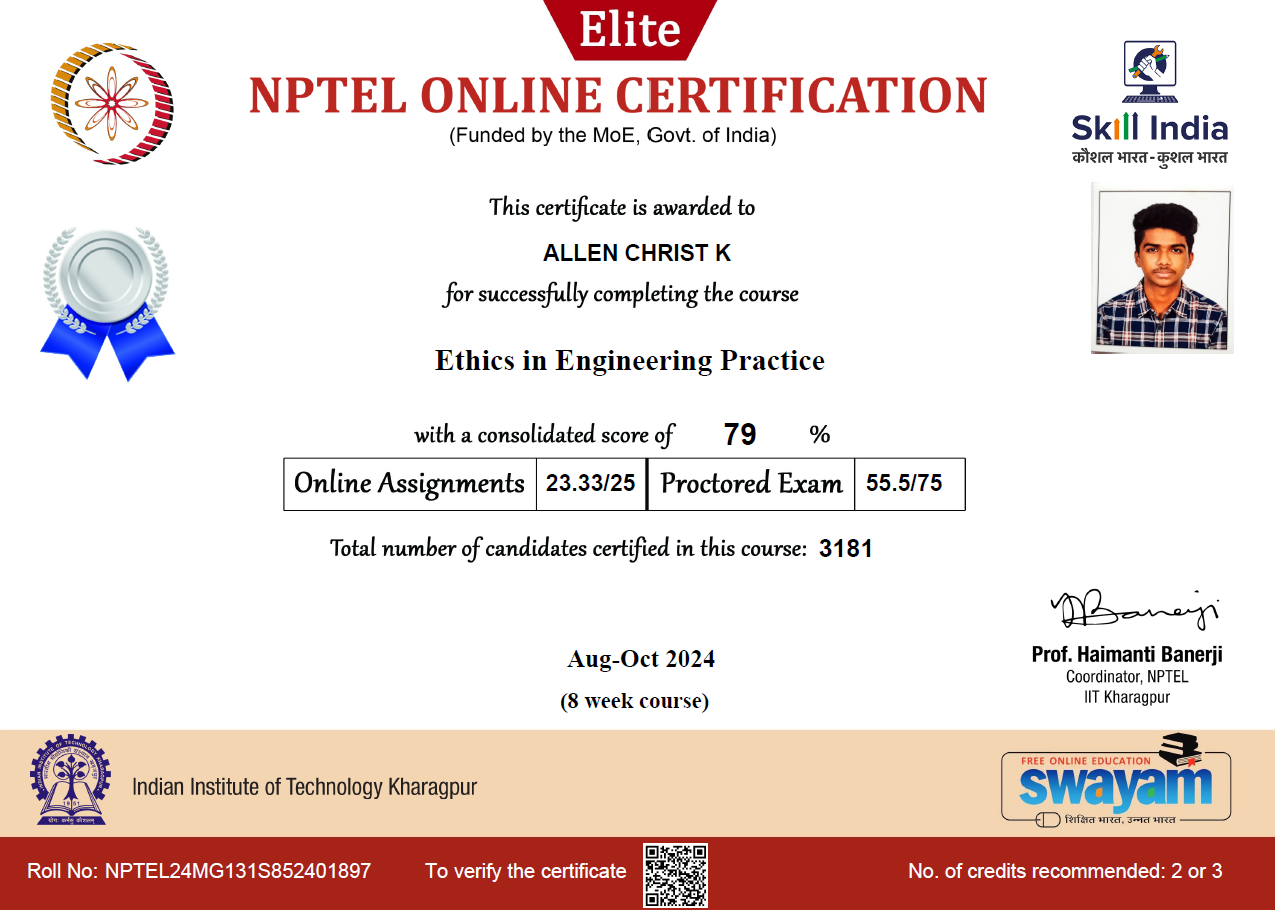 Elite
NPTEL ONLINE CERTIFICATION
(Funded by the MoE, Govt. of India)
Skill India
कौशल भारत - कुशल भारत
This certificate is awarded to
ALLEN CHRIST K
for successfully completing the course
Ethics in Engineering Practice
with a consolidated score of 79 %
Online Assignments 23.33/25 Proctored Exam 55.5/75
Total number of candidates certified in this course: 3181
Aug-Oct 2024
(8 week course)
Prof. Haimanti Banerji
Coordinator, NPTEL
IIT Kharagpur
Indian Institute of Technology Kharagpur
FREE ONLINE EDUCATION
swayam
शिक्षित भारत, उन्नत भारत
Roll No: NPTEL24MG131S852401897 To verify the certificate No. of credits recommended: 2 or 3